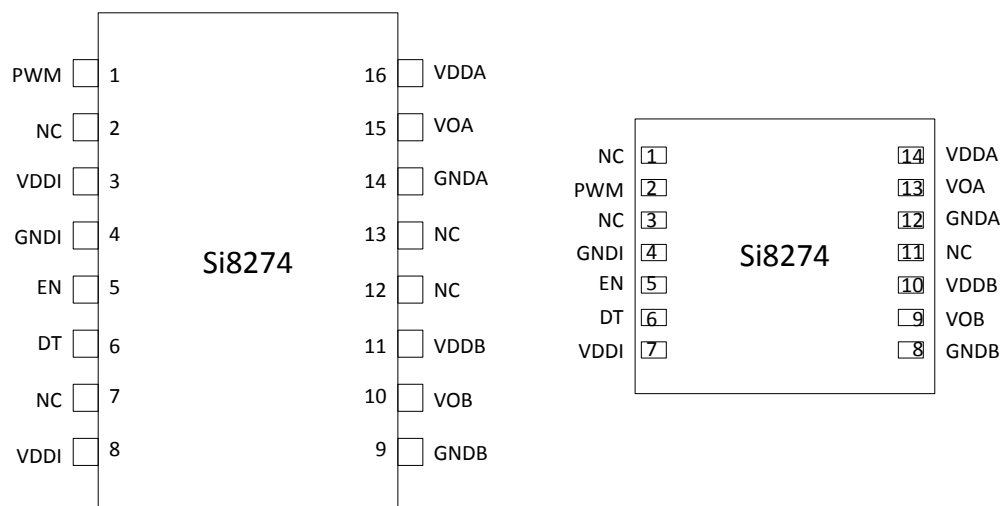 PWM 1 16 VDDA
NC 2 15 VOA
VDDI 3 14 GNDA
GNDI 4 13 NC
Si8274
EN 5 12 NC
DT 6 11 VDDB
NC 7 10 VOB
VDDI 8 9 GNDB
NC 1 14 VDDA
PWM 2 13 VOA
NC 3 12 GNDA
GNDI 4 11 NC
Si8274
EN 5 10 VDDB
DT 6 9 VOB
VDDI 7 8 GNDB